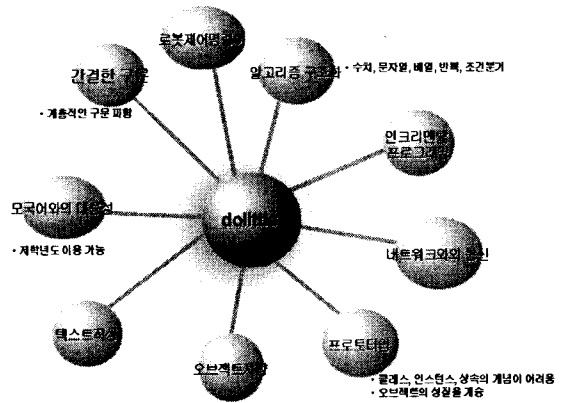 로봇제어명
간결한 구문
알고리즘 구조화
• 수치, 문자열, 배열, 반복, 조건분기
• 계층적인 구문 파황
인크리멘탈
프로그래밍
모국어와의 대응성
dolittle
• 저학년도 이용 가능
네트워크와의 통신
텍스트작성
오브젝트지향
프로토타입
• 클래스, 인스턴스, 상속의 개념이 어려움
• 오브젝트의 성질을 계승